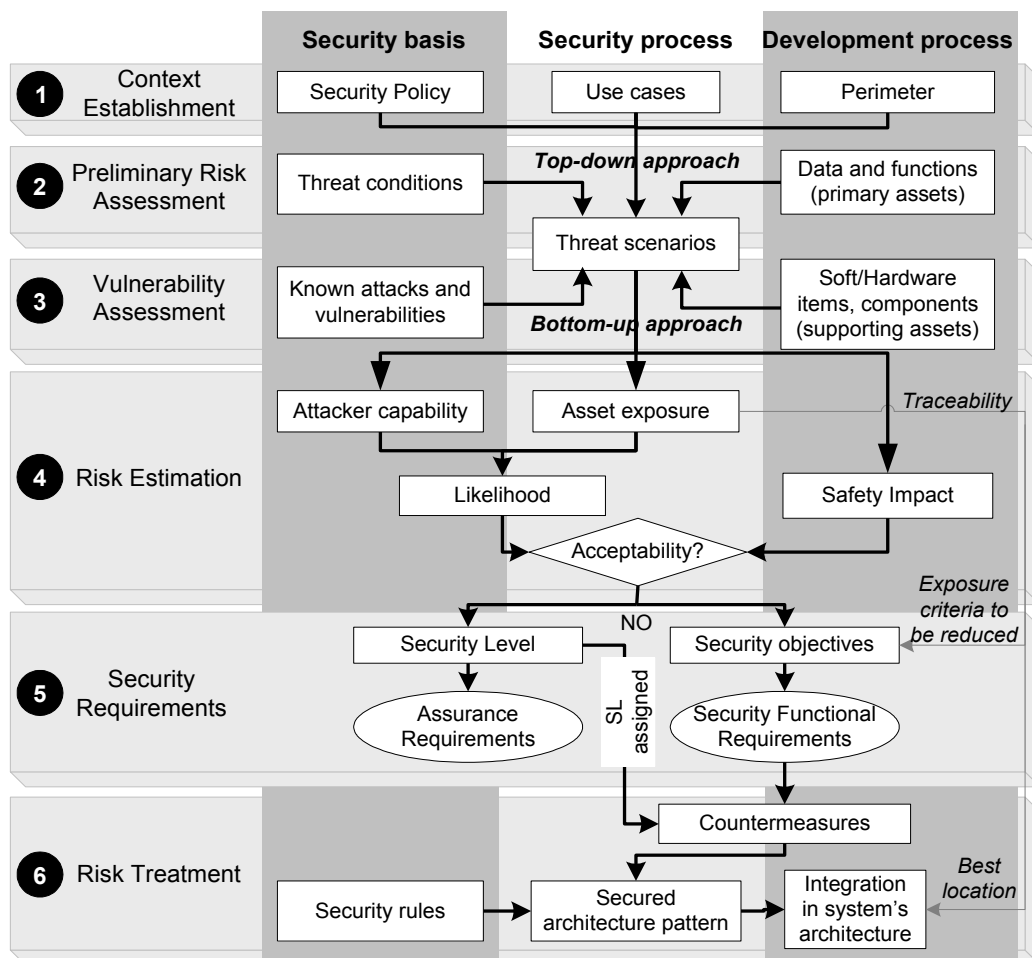 Security basis
Security process
Development process
1
Context
Establishment
Security Policy
Use cases
Perimeter
2
Preliminary Risk
Assessment
Top-down approach
Threat conditions
Data and functions
(primary assets)
Threat scenarios
3
Vulnerability
Assessment
Known attacks and
vulnerabilities
Bottom-up approach
Soft/Hardware
items, components
(supporting assets)
4
Risk Estimation
Attacker capability
Asset exposure
Traceability
Likelihood
Safety Impact
Acceptability?
NO
Exposure
criteria to
be reduced
5
Security
Requirements
Security Level
Security objectives
SL
assigned
Assurance
Requirements
Security Functional
Requirements
6
Risk Treatment
Countermeasures
Security rules
Secured
architecture pattern
Integration
in system's
architecture
Best
location